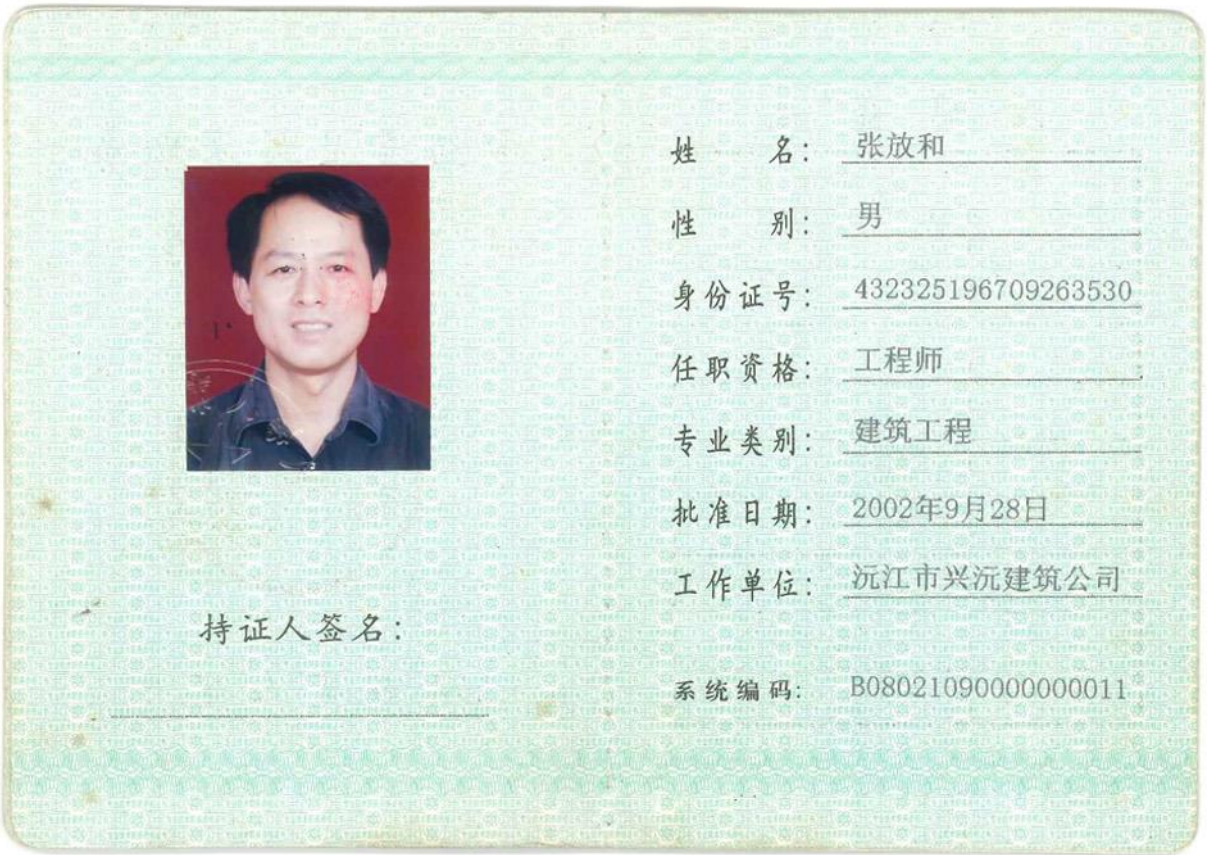 持证人签名：
姓名： 张放和
性别： 男
身份证号： 432325196709263530
任职资格： 工程师
专业类别： 建筑工程
批准日期： 2002年9月28日
工作单位： 沅江市兴沅建筑公司
系统编码： B08021090000000011